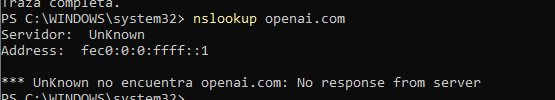 Traza completa.
PS C:\WINDOWS\system32> nslookup openai.com
Servidor:  UnKnown
Address:  fec0:0:0:ffff::1

*** UnKnown no encuentra openai.com: No response from server
PS C:\WINDOWS\system32>